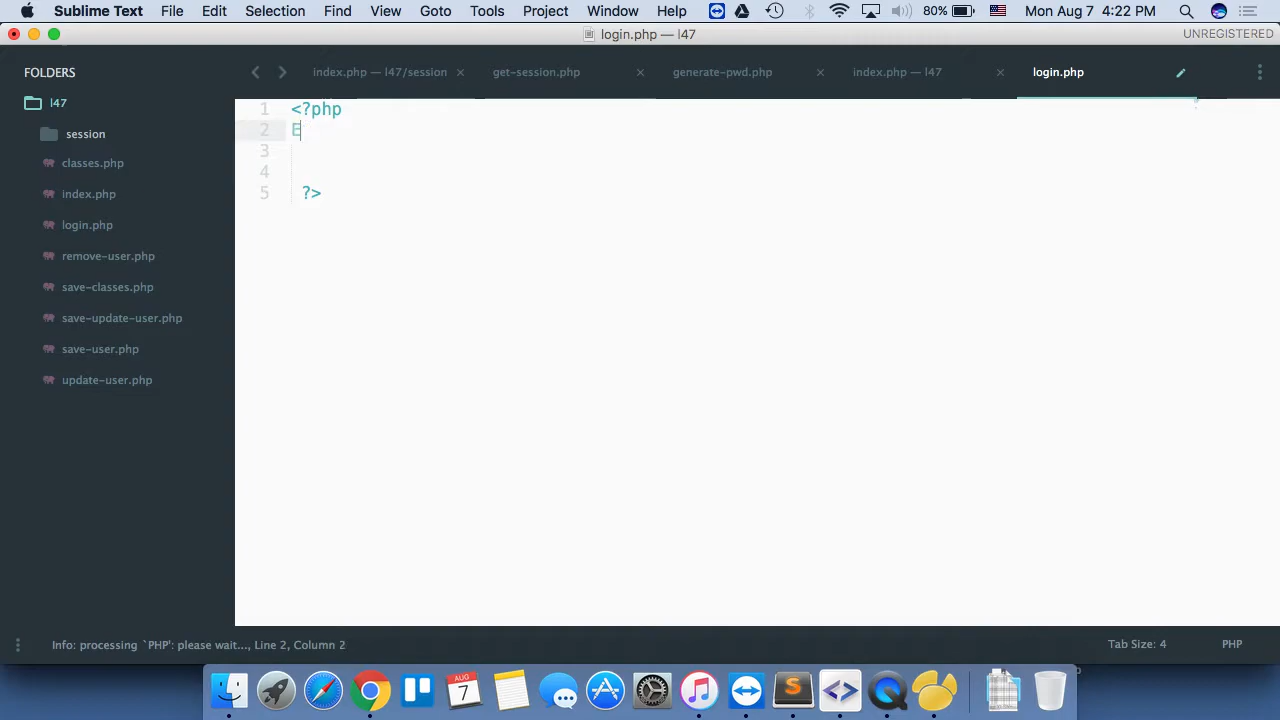 Sublime Text File Edit Selection Find View Goto Tools Project Window Help 80% Mon Aug 7 4:22 PM
login.php — l47 UNREGISTERED
FOLDERS
l47
session
classes.php
index.php
login.php
remove-user.php
save-classes.php
save-update-user.php
save-user.php
update-user.php
index.php — l47/session get-session.php generate-pwd.php index.php — l47 login.php
1 <?php
2 E
3
4
5 ?>
Info: processing `PHP': please wait..., Line 2, Column 2 Tab Size: 4 PHP
AUG
7
S